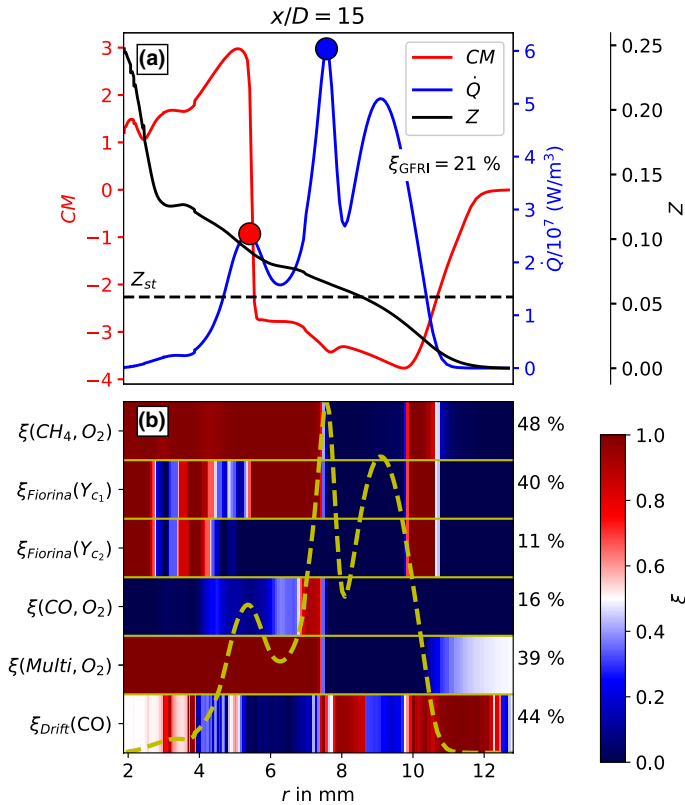 x/D = 15
(a)
CM
Q̇
Z
ξGFRI = 21 %
Zst
3
2
1
0
−1
−2
−3
−4
CM
6
5
4
3
2
1
0
Q̇/10⁷ (W/m³)
0.25
0.20
0.15
0.10
0.05
0.00
Z
(b)
ξ(CH₄, O₂) 48 %
ξFiorina(Yc₁) 40 %
ξFiorina(Yc₂) 11 %
ξ(CO, O₂) 16 %
ξ(Multi, O₂) 39 %
ξDrift(CO) 44 %
2 4 6 8 10 12
r in mm
1.0
0.8
0.6
0.4
0.2
0.0
ξ